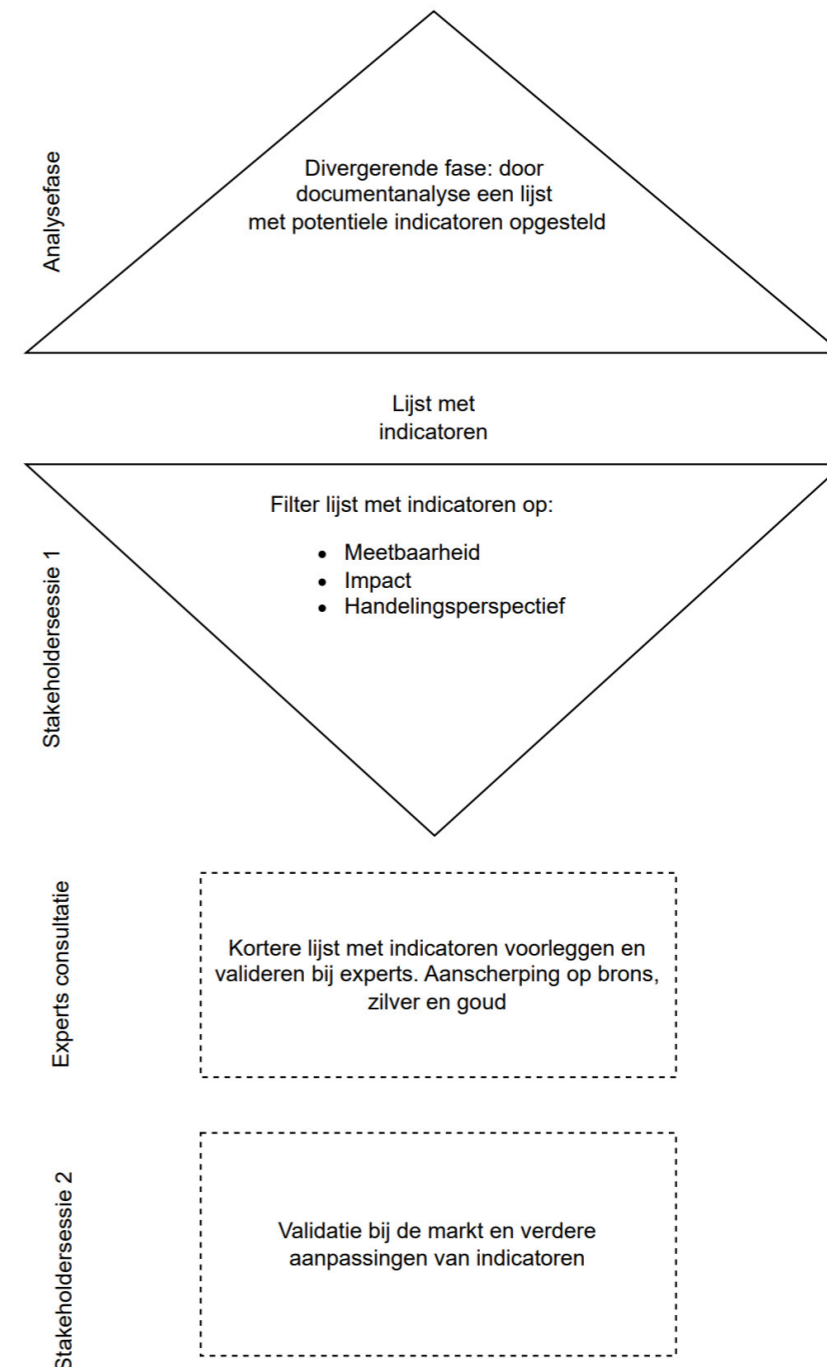 Analysefase
Divergerende fase: door
documentanalyse een lijst
met potentiele indicatoren opgesteld
Lijst met
indicatoren
Stakeholdersessie 1
Filter lijst met indicatoren op:
• Meetbaarheid
• Impact
• Handelingsperspectief
Experts consultatie
Kortere lijst met indicatoren voorleggen en
valideren bij experts. Aanscherping op brons,
zilver en goud
Stakeholdersessie 2
Validatie bij de markt en verdere
aanpassingen van indicatoren